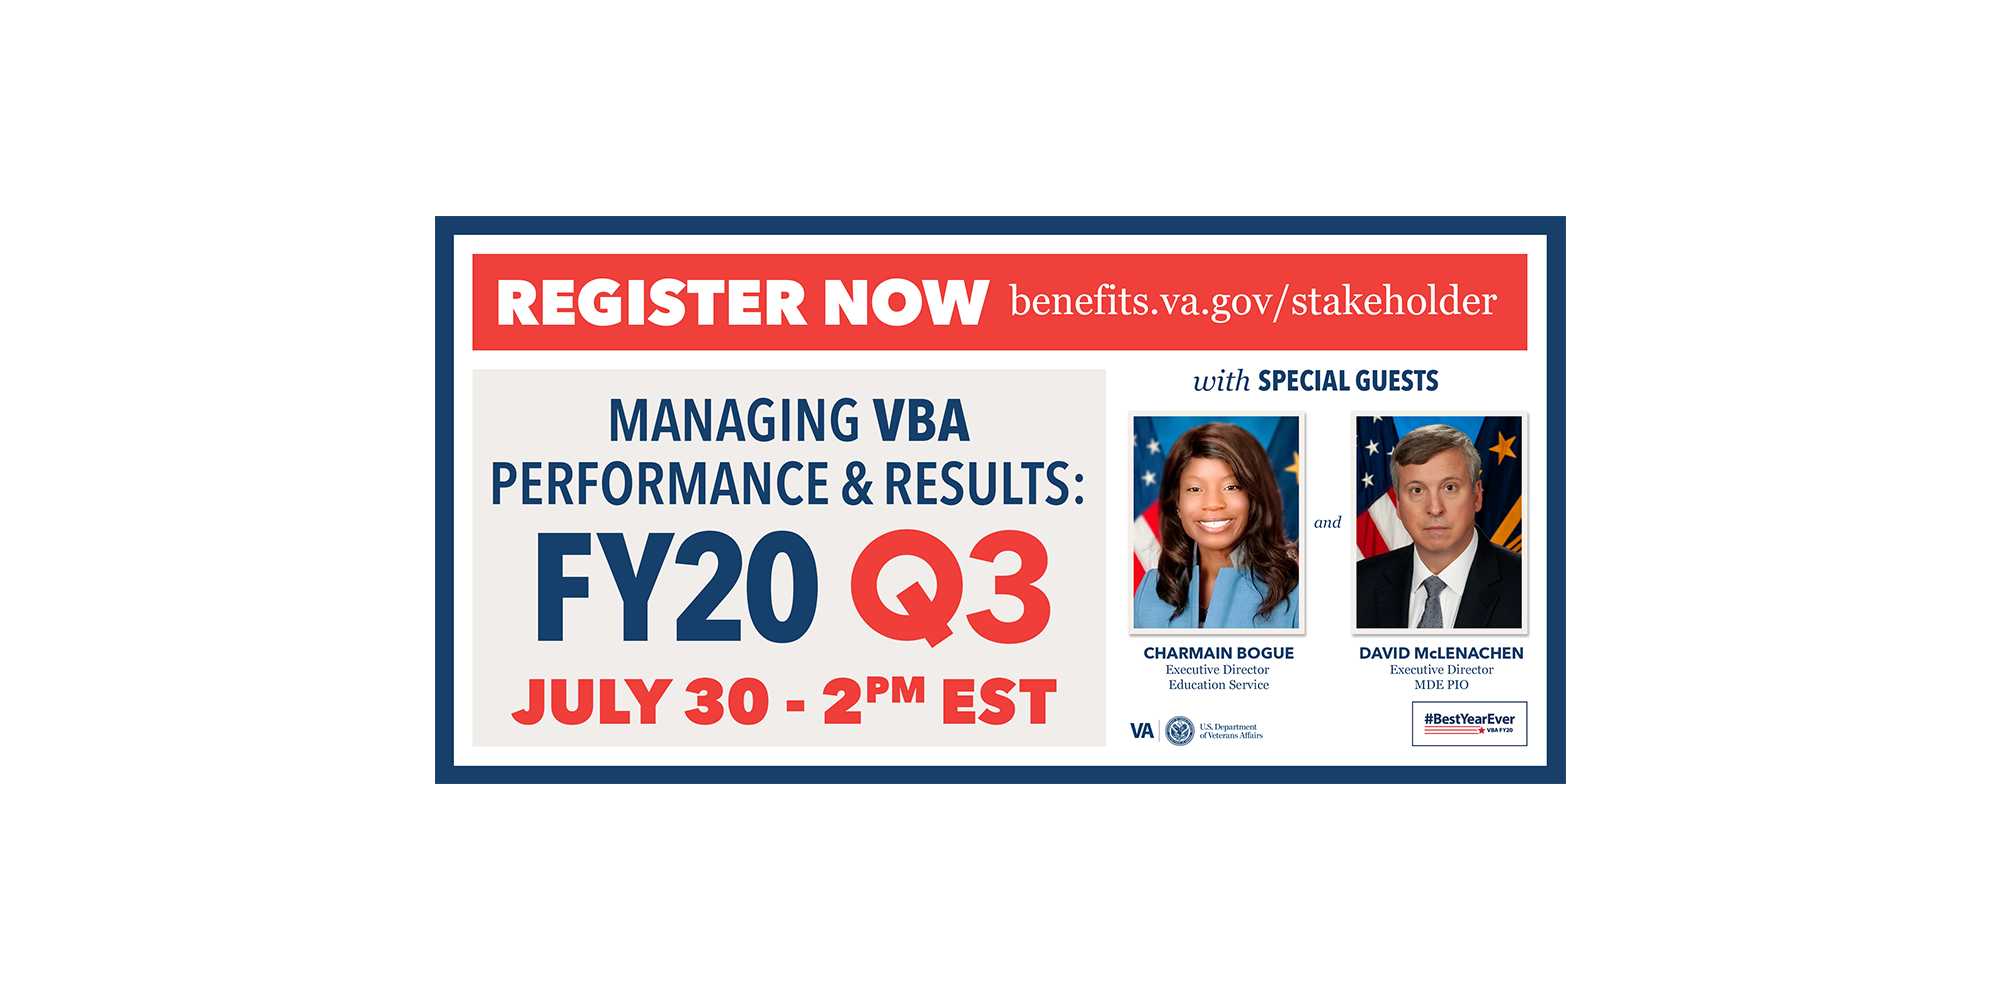 REGISTER NOW benefits.va.gov/stakeholder
MANAGING VBA
PERFORMANCE & RESULTS:
FY20 Q3
JULY 30 - 2PM EST
with SPECIAL GUESTS
and
CHARMAIN BOGUE
Executive Director
Education Service
DAVID McLENACHEN
Executive Director
MDE PIO
VA
U.S. Department
of Veterans Affairs
#BestYearEver
VBA FY20